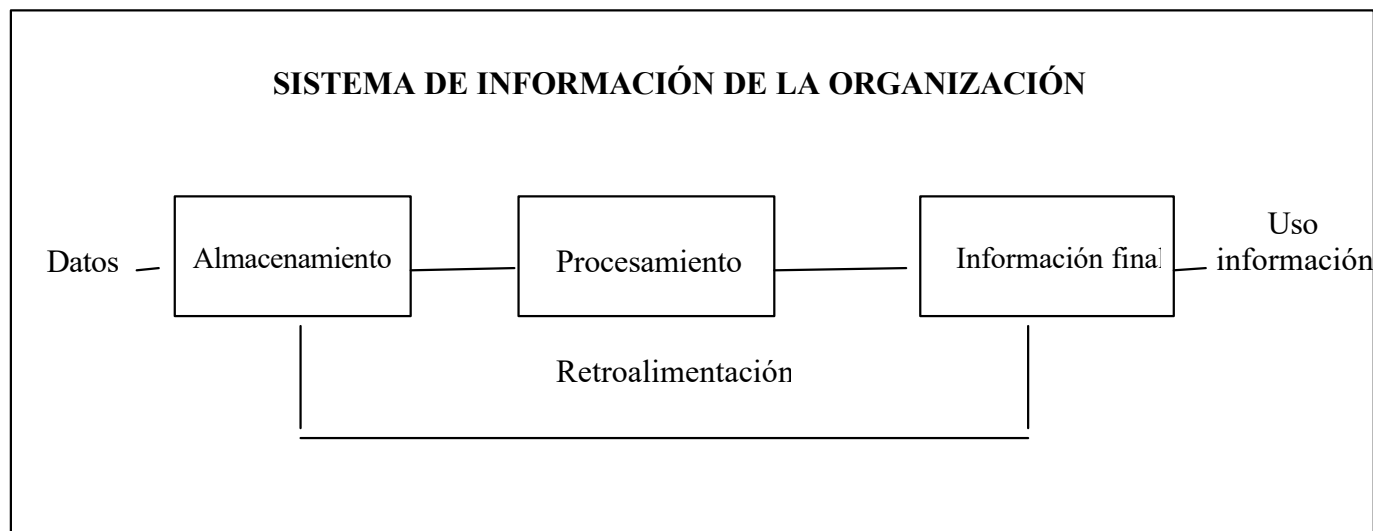 SISTEMA DE INFORMACIÓN DE LA ORGANIZACIÓN
Datos
Almacenamiento
Procesamiento
Información final
Uso
información
Retroalimentación